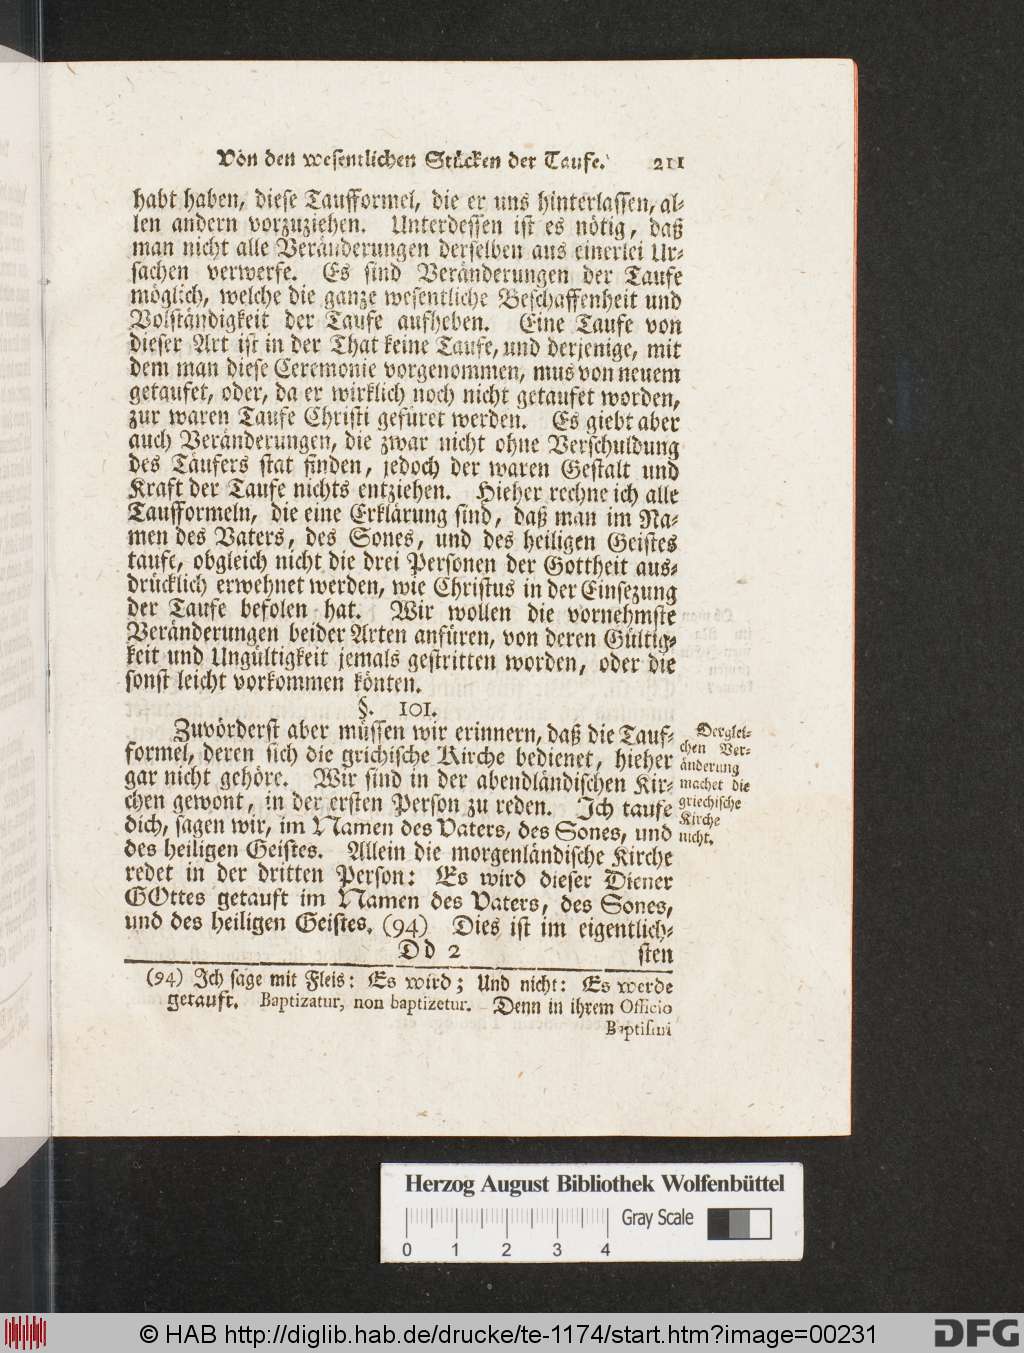 Von den wesentlichen Stücken der Taufe. 211
habt haben, diese Taufformel, die er uns hinterlassen, al-
len andern vorzuziehen. Unterdessen ist es nötig, daß
man nicht alle Veränderungen derselben aus einerlei Ur-
sachen verwerfe. Es sind Veränderungen der Taufe
möglich, welche die ganze wesentliche Beschaffenheit und
Volständigkeit der Taufe aufheben. Eine Taufe von
dieser Art ist in der That keine Taufe, und derjenige, mit
dem man diese Ceremonie vorgenommen, mus von neuem
getaufet, oder, da er wirklich noch nicht getaufet worden,
zur waren Taufe Christi gefüret werden. Es giebt aber
auch Veränderungen, die zwar nicht ohne Verschuldung
des Täufers stat finden, jedoch der waren Gestalt und
Kraft der Taufe nichts entziehen. Hieher rechne ich alle
Taufformeln, die eine Erklärung sind, daß man im Na-
men des Vaters, des Sones, und des heiligen Geistes
taufe, obgleich nicht die drei Personen der Gottheit aus-
drücklich erwehnet werden, wie Christus in der Einsezung
der Taufe befolen hat. Wir wollen die vornehmste
Veränderungen beider Arten anfüren, von deren Gültig-
keit und Ungültigkeit jemals gestritten worden, oder die
sonst leicht vorkommen könten.
§. 101.
Zuvörderst aber müssen wir erinnern, daß die Tauf-
formel, deren sich die grichische Kirche bedienet, hieher
gar nicht gehöre. Wir sind in der abendländischen Kir-
chen gewont, in der ersten Person zu reden. Ich taufe
dich, sagen wir, im Namen des Vaters, des Sones, und
des heiligen Geistes. Allein die morgenländische Kirche
redet in der dritten Person: Es wird dieser Diener
GOttes getauft im Namen des Vaters, des Sones,
und des heiligen Geistes. (94) Dies ist im eigentlich-
Dd 2 sten
Derglei-
chen Ver-
änderung
machet die
griechische
Kirche
nicht.
(94) Ich sage mit Fleis: Es wird; Und nicht: Es werde
getauft. Baptizatur, non baptizetur. Denn in ihrem Officio
Baptismi
Herzog August Bibliothek Wolfenbüttel
Gray Scale
0 1 2 3 4
© HAB http://diglib.hab.de/drucke/te-1174/start.htm?image=00231
DFG